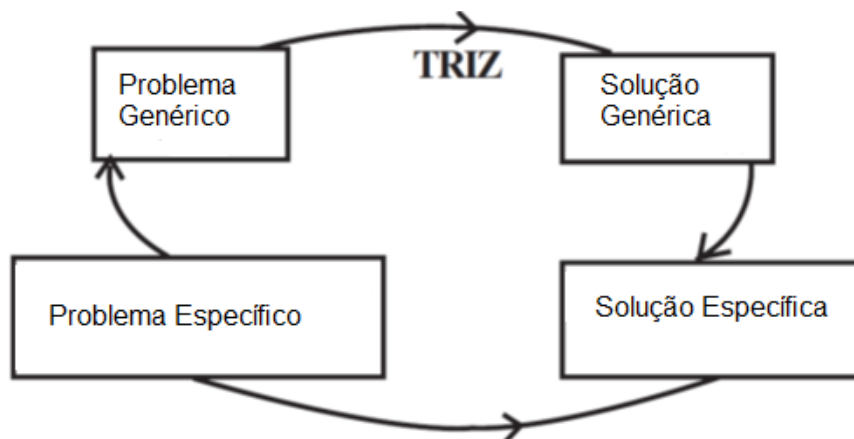 Problema
Genérico
TRIZ
Solução
Genérica
Problema Específico
Solução Específica